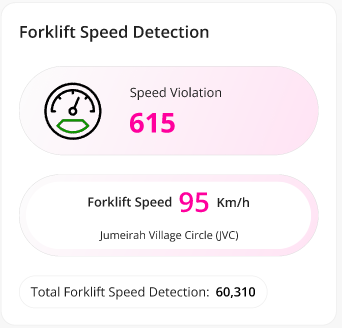 Forklift Speed Detection
Speed Violation
615
Forklift Speed 95 Km/h
Jumeirah Village Circle (JVC)
Total Forklift Speed Detection: 60,310